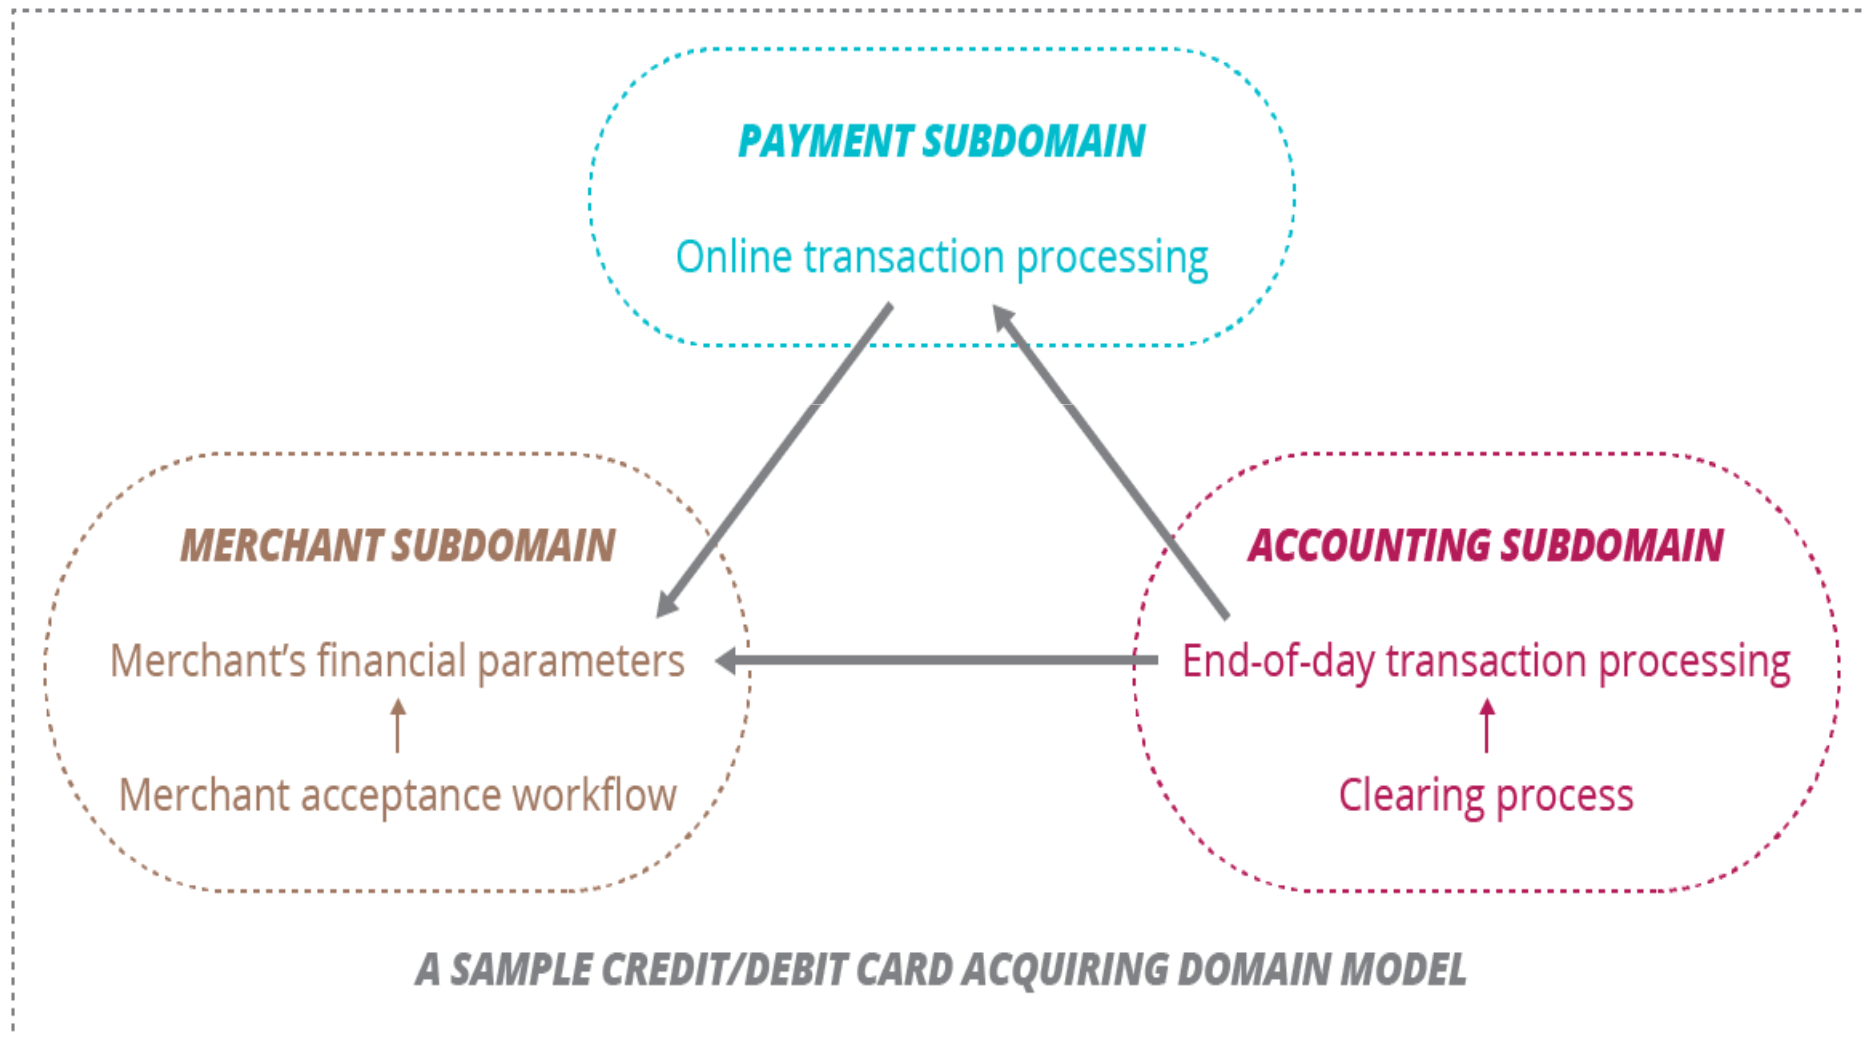 PAYMENT SUBDOMAIN
Online transaction processing
MERCHANT SUBDOMAIN
Merchant’s financial parameters
Merchant acceptance workflow
ACCOUNTING SUBDOMAIN
End-of-day transaction processing
Clearing process
A SAMPLE CREDIT/DEBIT CARD ACQUIRING DOMAIN MODEL